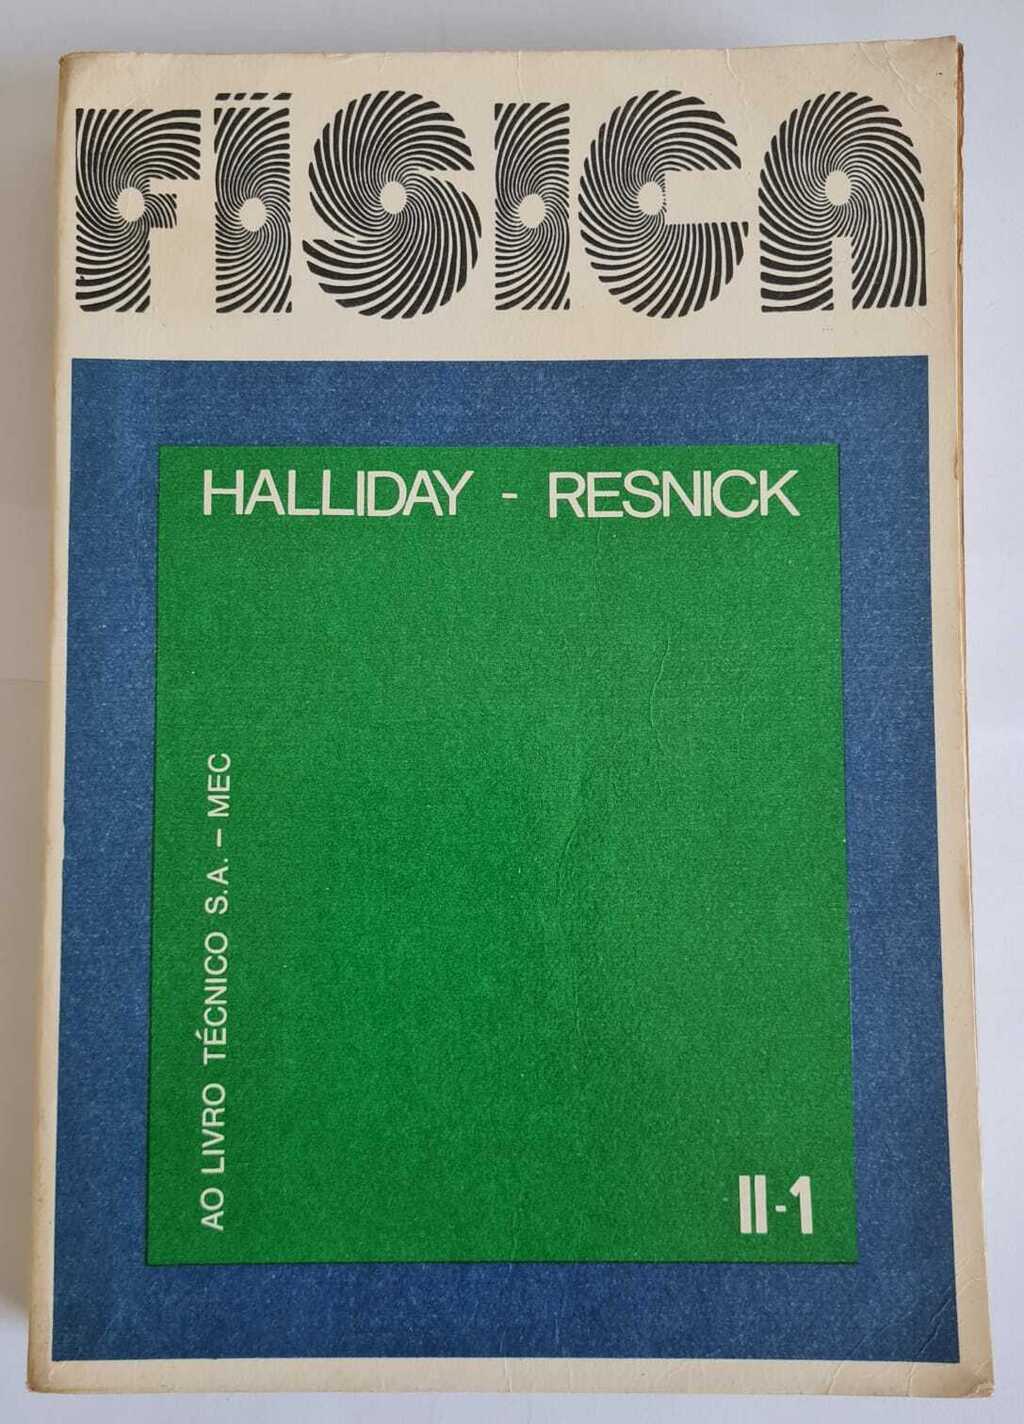 FÍSICA
HALLIDAY - RESNICK
AO LIVRO TÉCNICO S.A. – MEC
II-1